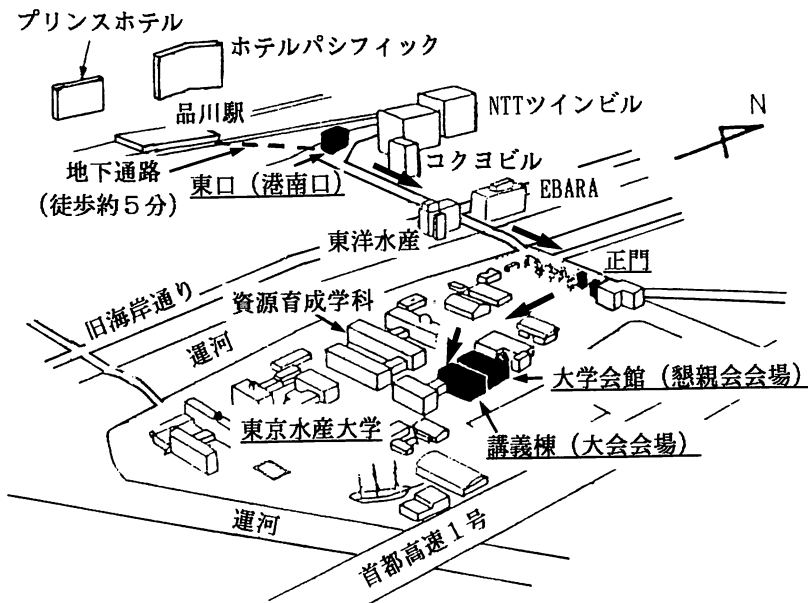 プリンスホテル
ホテルパシフィック
品川駅
NTTツインビル
N
地下通路
(徒歩約5分)
東口(港南口)
コクヨビル
EBARA
東洋水産
正門
旧海岸通り
資源育成学科
運河
大学会館(懇親会会場)
東京水産大学
講義棟(大会会場)
運河
首都高速1号